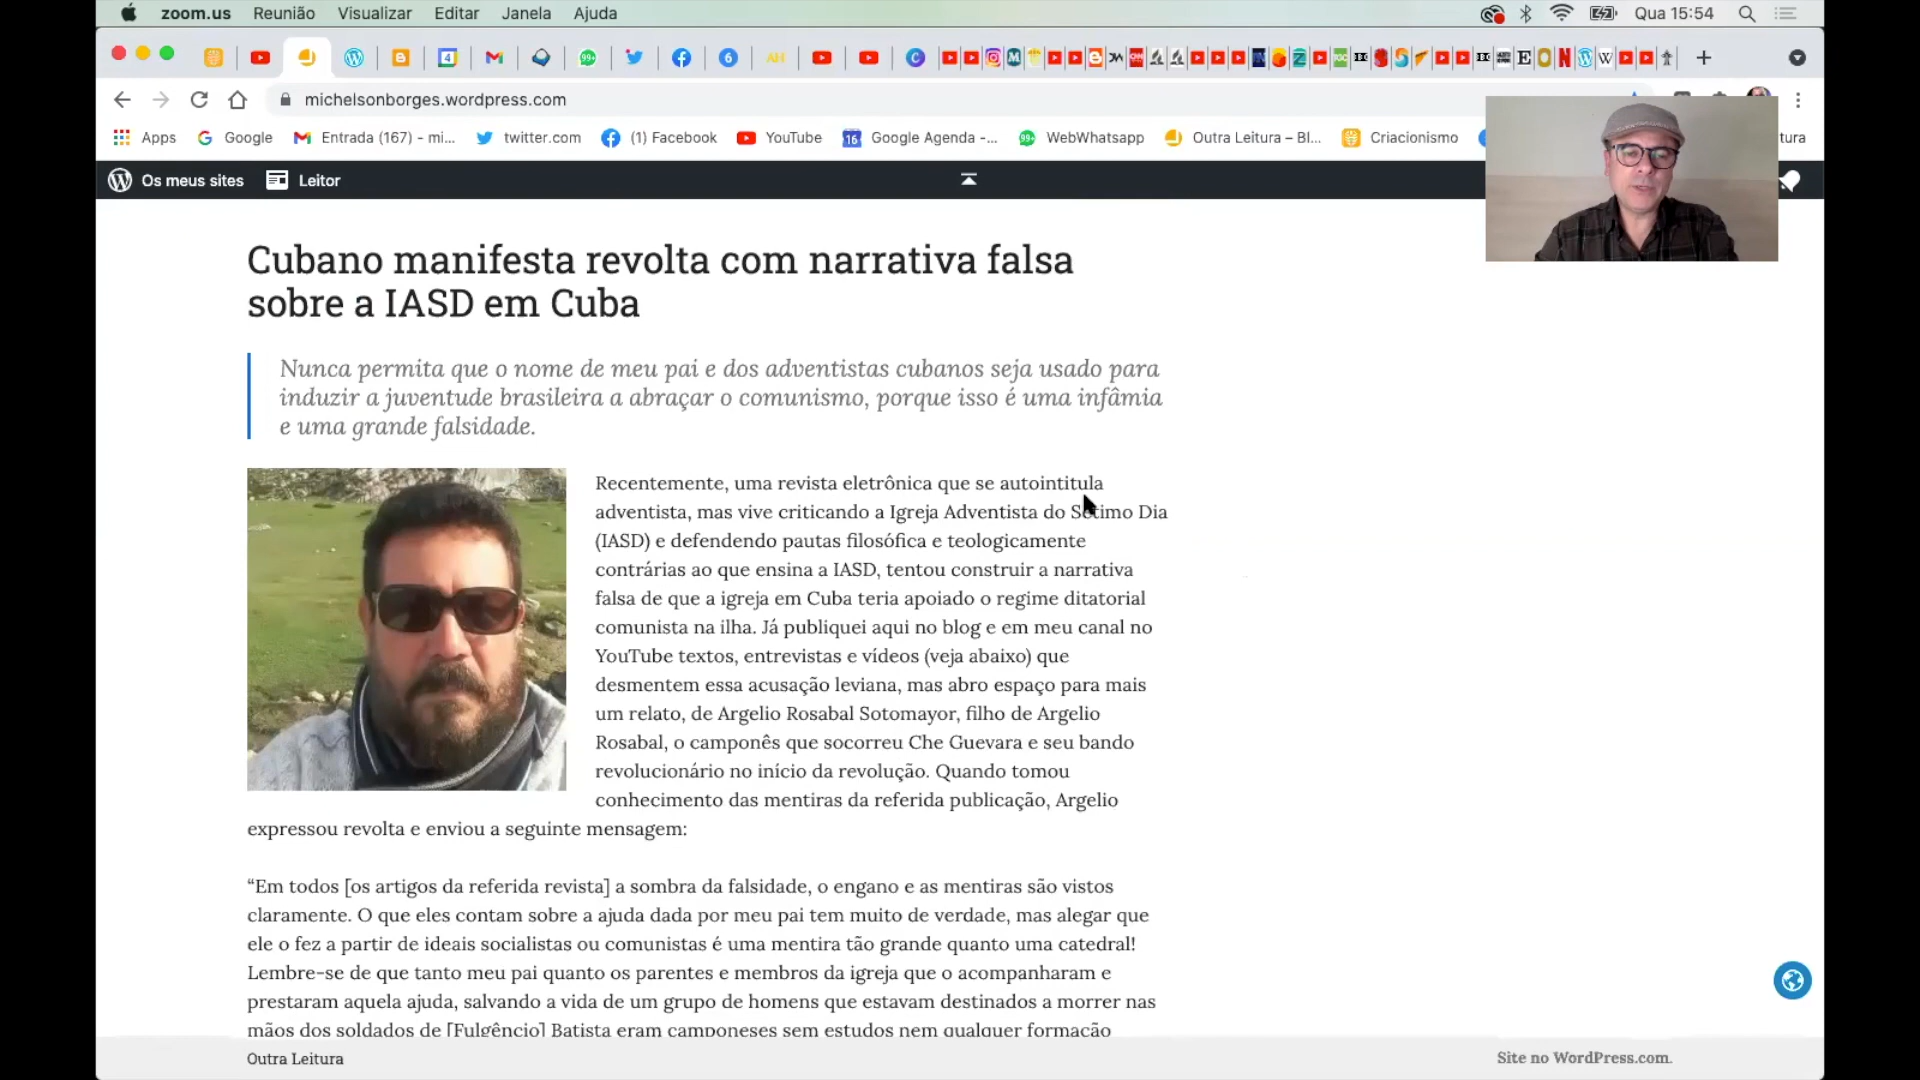 zoom.us Reunião Visualizar Editar Janela Ajuda Qua 15:54
michelsonborges.wordpress.com
Apps Google Entrada (167) - mi... twitter.com (1) Facebook YouTube Google Agenda -... WebWhatsapp Outra Leitura – Bl... Criacionismo tura
Os meus sites Leitor
Cubano manifesta revolta com narrativa falsa
sobre a IASD em Cuba
Nunca permita que o nome de meu pai e dos adventistas cubanos seja usado para
induzir a juventude brasileira a abraçar o comunismo, porque isso é uma infâmia
e uma grande falsidade.
Recentemente, uma revista eletrônica que se autointitula
adventista, mas vive criticando a Igreja Adventista do Sétimo Dia
(IASD) e defendendo pautas filosófica e teologicamente
contrárias ao que ensina a IASD, tentou construir a narrativa
falsa de que a igreja em Cuba teria apoiado o regime ditatorial
comunista na ilha. Já publiquei aqui no blog e em meu canal no
YouTube textos, entrevistas e vídeos (veja abaixo) que
desmentem essa acusação leviana, mas abro espaço para mais
um relato, de Argelio Rosabal Sotomayor, filho de Argelio
Rosabal, o camponês que socorreu Che Guevara e seu bando
revolucionário no início da revolução. Quando tomou
conhecimento das mentiras da referida publicação, Argelio
expressou revolta e enviou a seguinte mensagem:
“Em todos [os artigos da referida revista] a sombra da falsidade, o engano e as mentiras são vistos
claramente. O que eles contam sobre a ajuda dada por meu pai tem muito de verdade, mas alegar que
ele o fez a partir de ideais socialistas ou comunistas é uma mentira tão grande quanto uma catedral!
Lembre-se de que tanto meu pai quanto os parentes e membros da igreja que o acompanharam e
prestaram aquela ajuda, salvando a vida de um grupo de homens que estavam destinados a morrer nas
mãos dos soldados de [Fulgêncio] Batista eram camponeses sem estudos nem qualquer formação
Outra Leitura Site no WordPress.com.